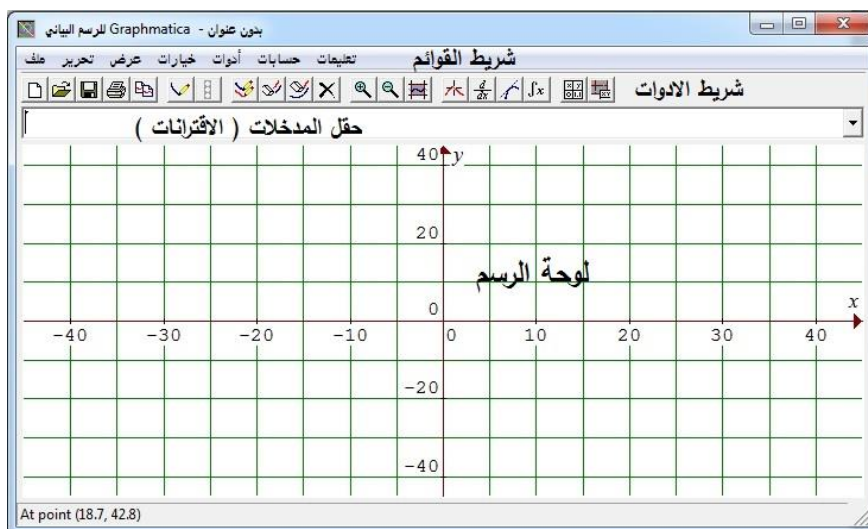 بدون عنوان - Graphmatica للرسم البياني
ملف تحرير عرض خيارات أدوات حسابات تعليمات شريط القوائم
شريط الادوات
حقل المدخلات ( الاقترانات )
40 y
20
لوحة الرسم
0 x
-40 -30 -20 -10 0 10 20 30 40
-20
-40
At point (18.7, 42.8)